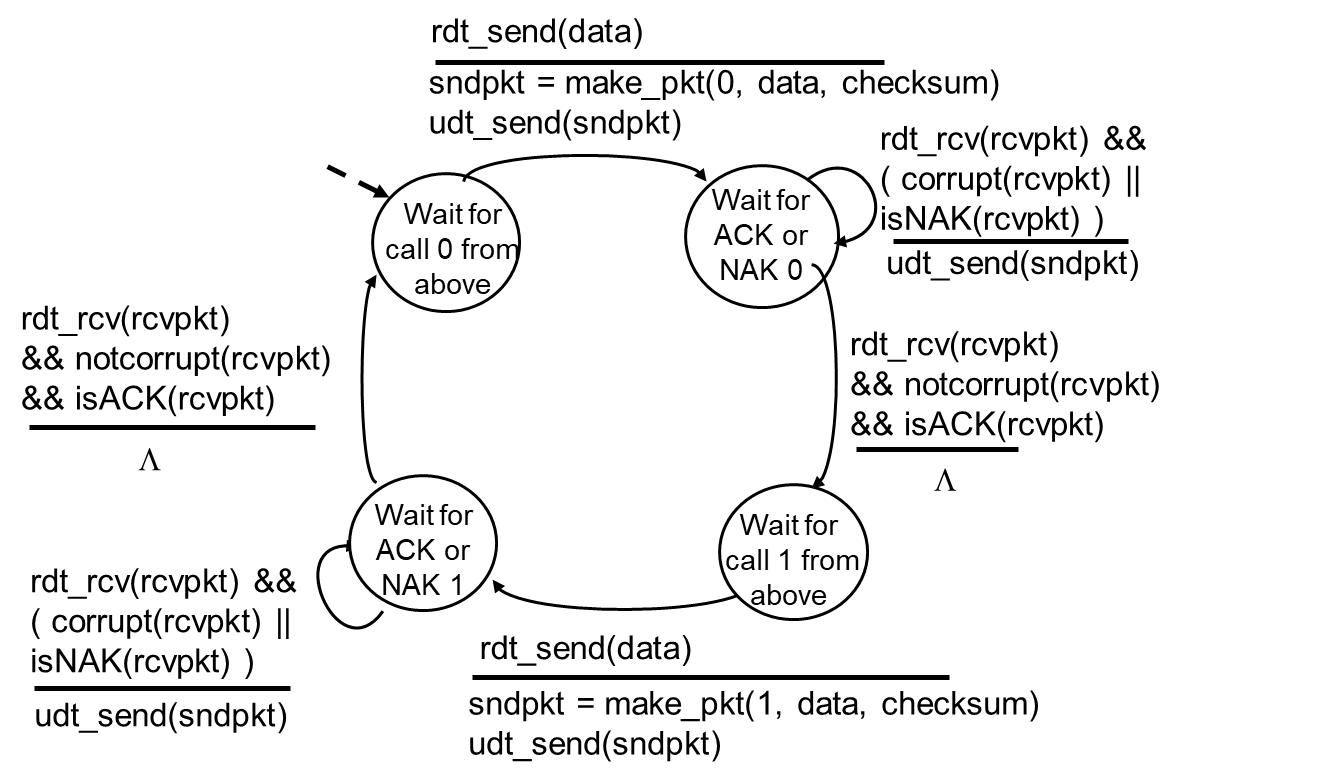 rdt_send(data)
sndpkt = make_pkt(0, data, checksum)
udt_send(sndpkt)
Wait for
call 0 from
above
Wait for
ACK or
NAK 0
rdt_rcv(rcvpkt) &&
( corrupt(rcvpkt) ||
isNAK(rcvpkt) )
udt_send(sndpkt)
rdt_rcv(rcvpkt)
&& notcorrupt(rcvpkt)
&& isACK(rcvpkt)
Λ
rdt_rcv(rcvpkt)
&& notcorrupt(rcvpkt)
&& isACK(rcvpkt)
Λ
Wait for
ACK or
NAK 1
Wait for
call 1 from
above
rdt_rcv(rcvpkt) &&
( corrupt(rcvpkt) ||
isNAK(rcvpkt) )
udt_send(sndpkt)
rdt_send(data)
sndpkt = make_pkt(1, data, checksum)
udt_send(sndpkt)